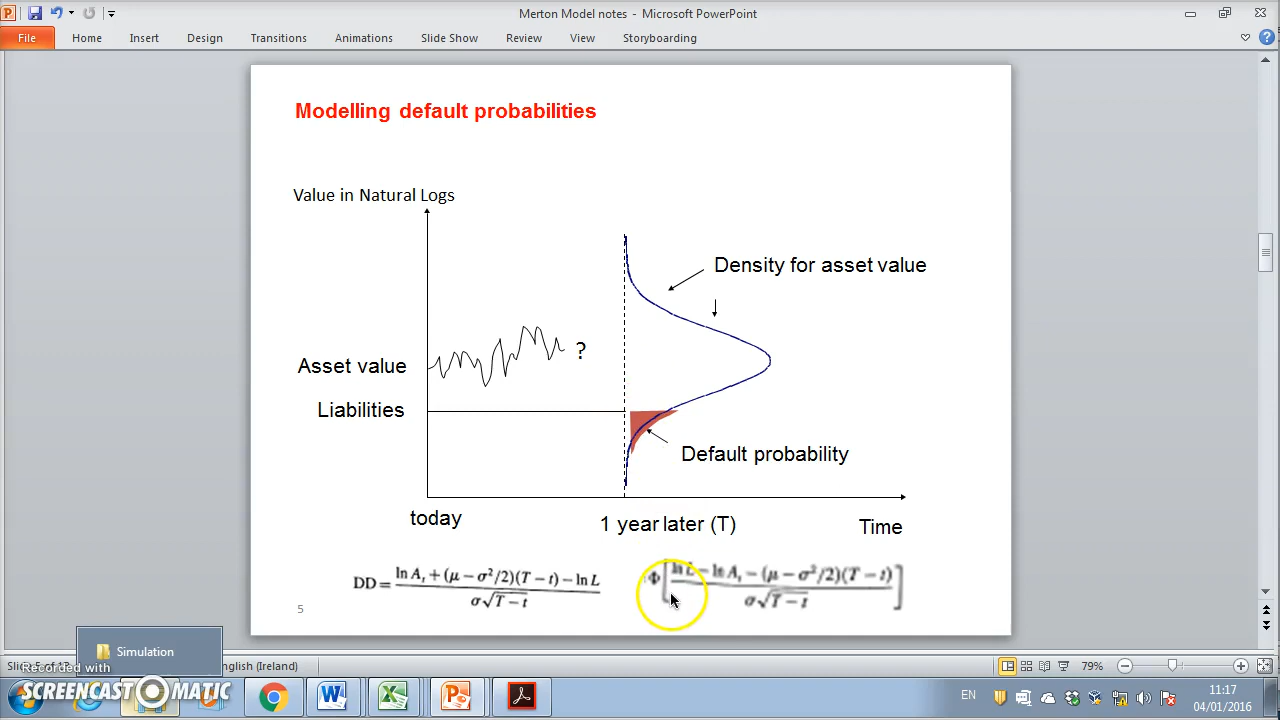 Merton Model notes - Microsoft PowerPoint
File Home Insert Design Transitions Animations Slide Show Review View Storyboarding
Modelling default probabilities
Value in Natural Logs
Density for asset value
?
Asset value
Liabilities
Default probability
today
1 year later (T)
Time
DD = ln A_t + (μ − σ²/2)(T − t) − ln L / σ√T − t
Φ[ln L − ln A_t − (μ − σ²/2)(T − t) / σ√T − t]
5
Simulation
English (Ireland)
79%
Recorded with
SCREENCAST MATIC
EN
11:17
04/01/2016